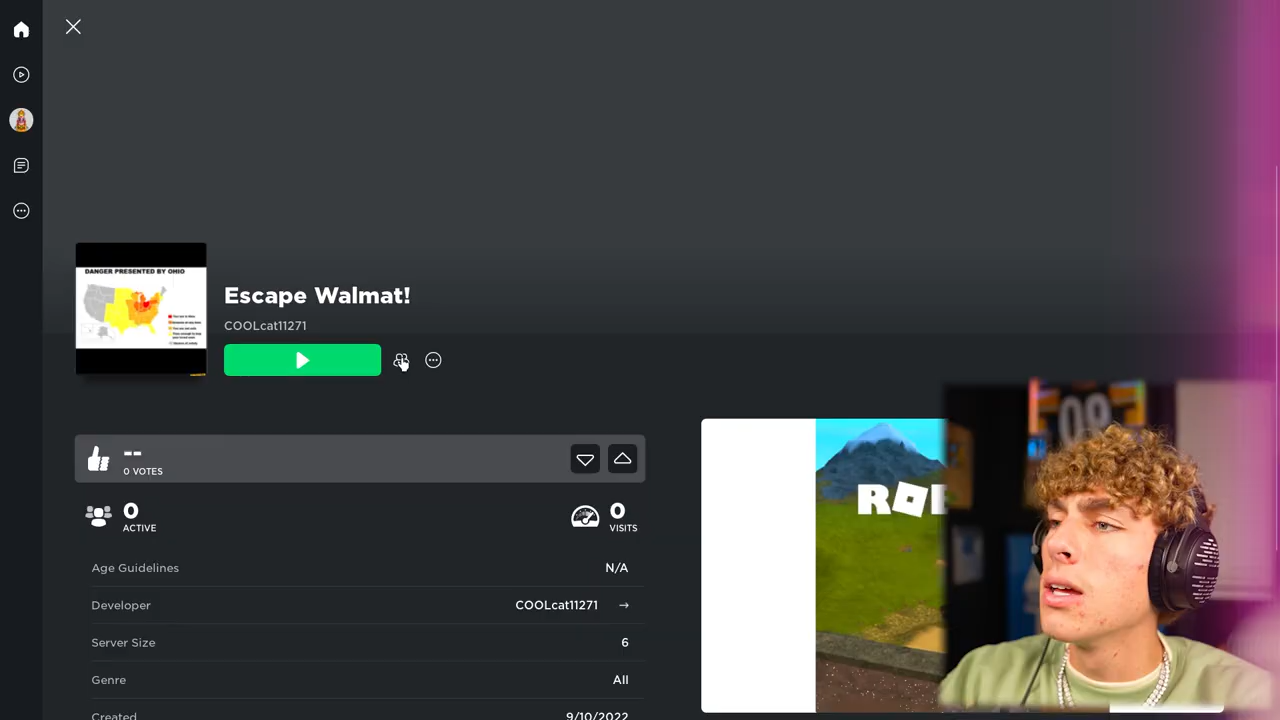 DANGER PRESENTED BY OHIO
Escape Walmat!
COOLcat11271
--
0 VOTES
0
ACTIVE
0
VISITS
Age Guidelines
N/A
Developer
COOLcat11271 →
Server Size
6
Genre
All
Created
9/10/2022